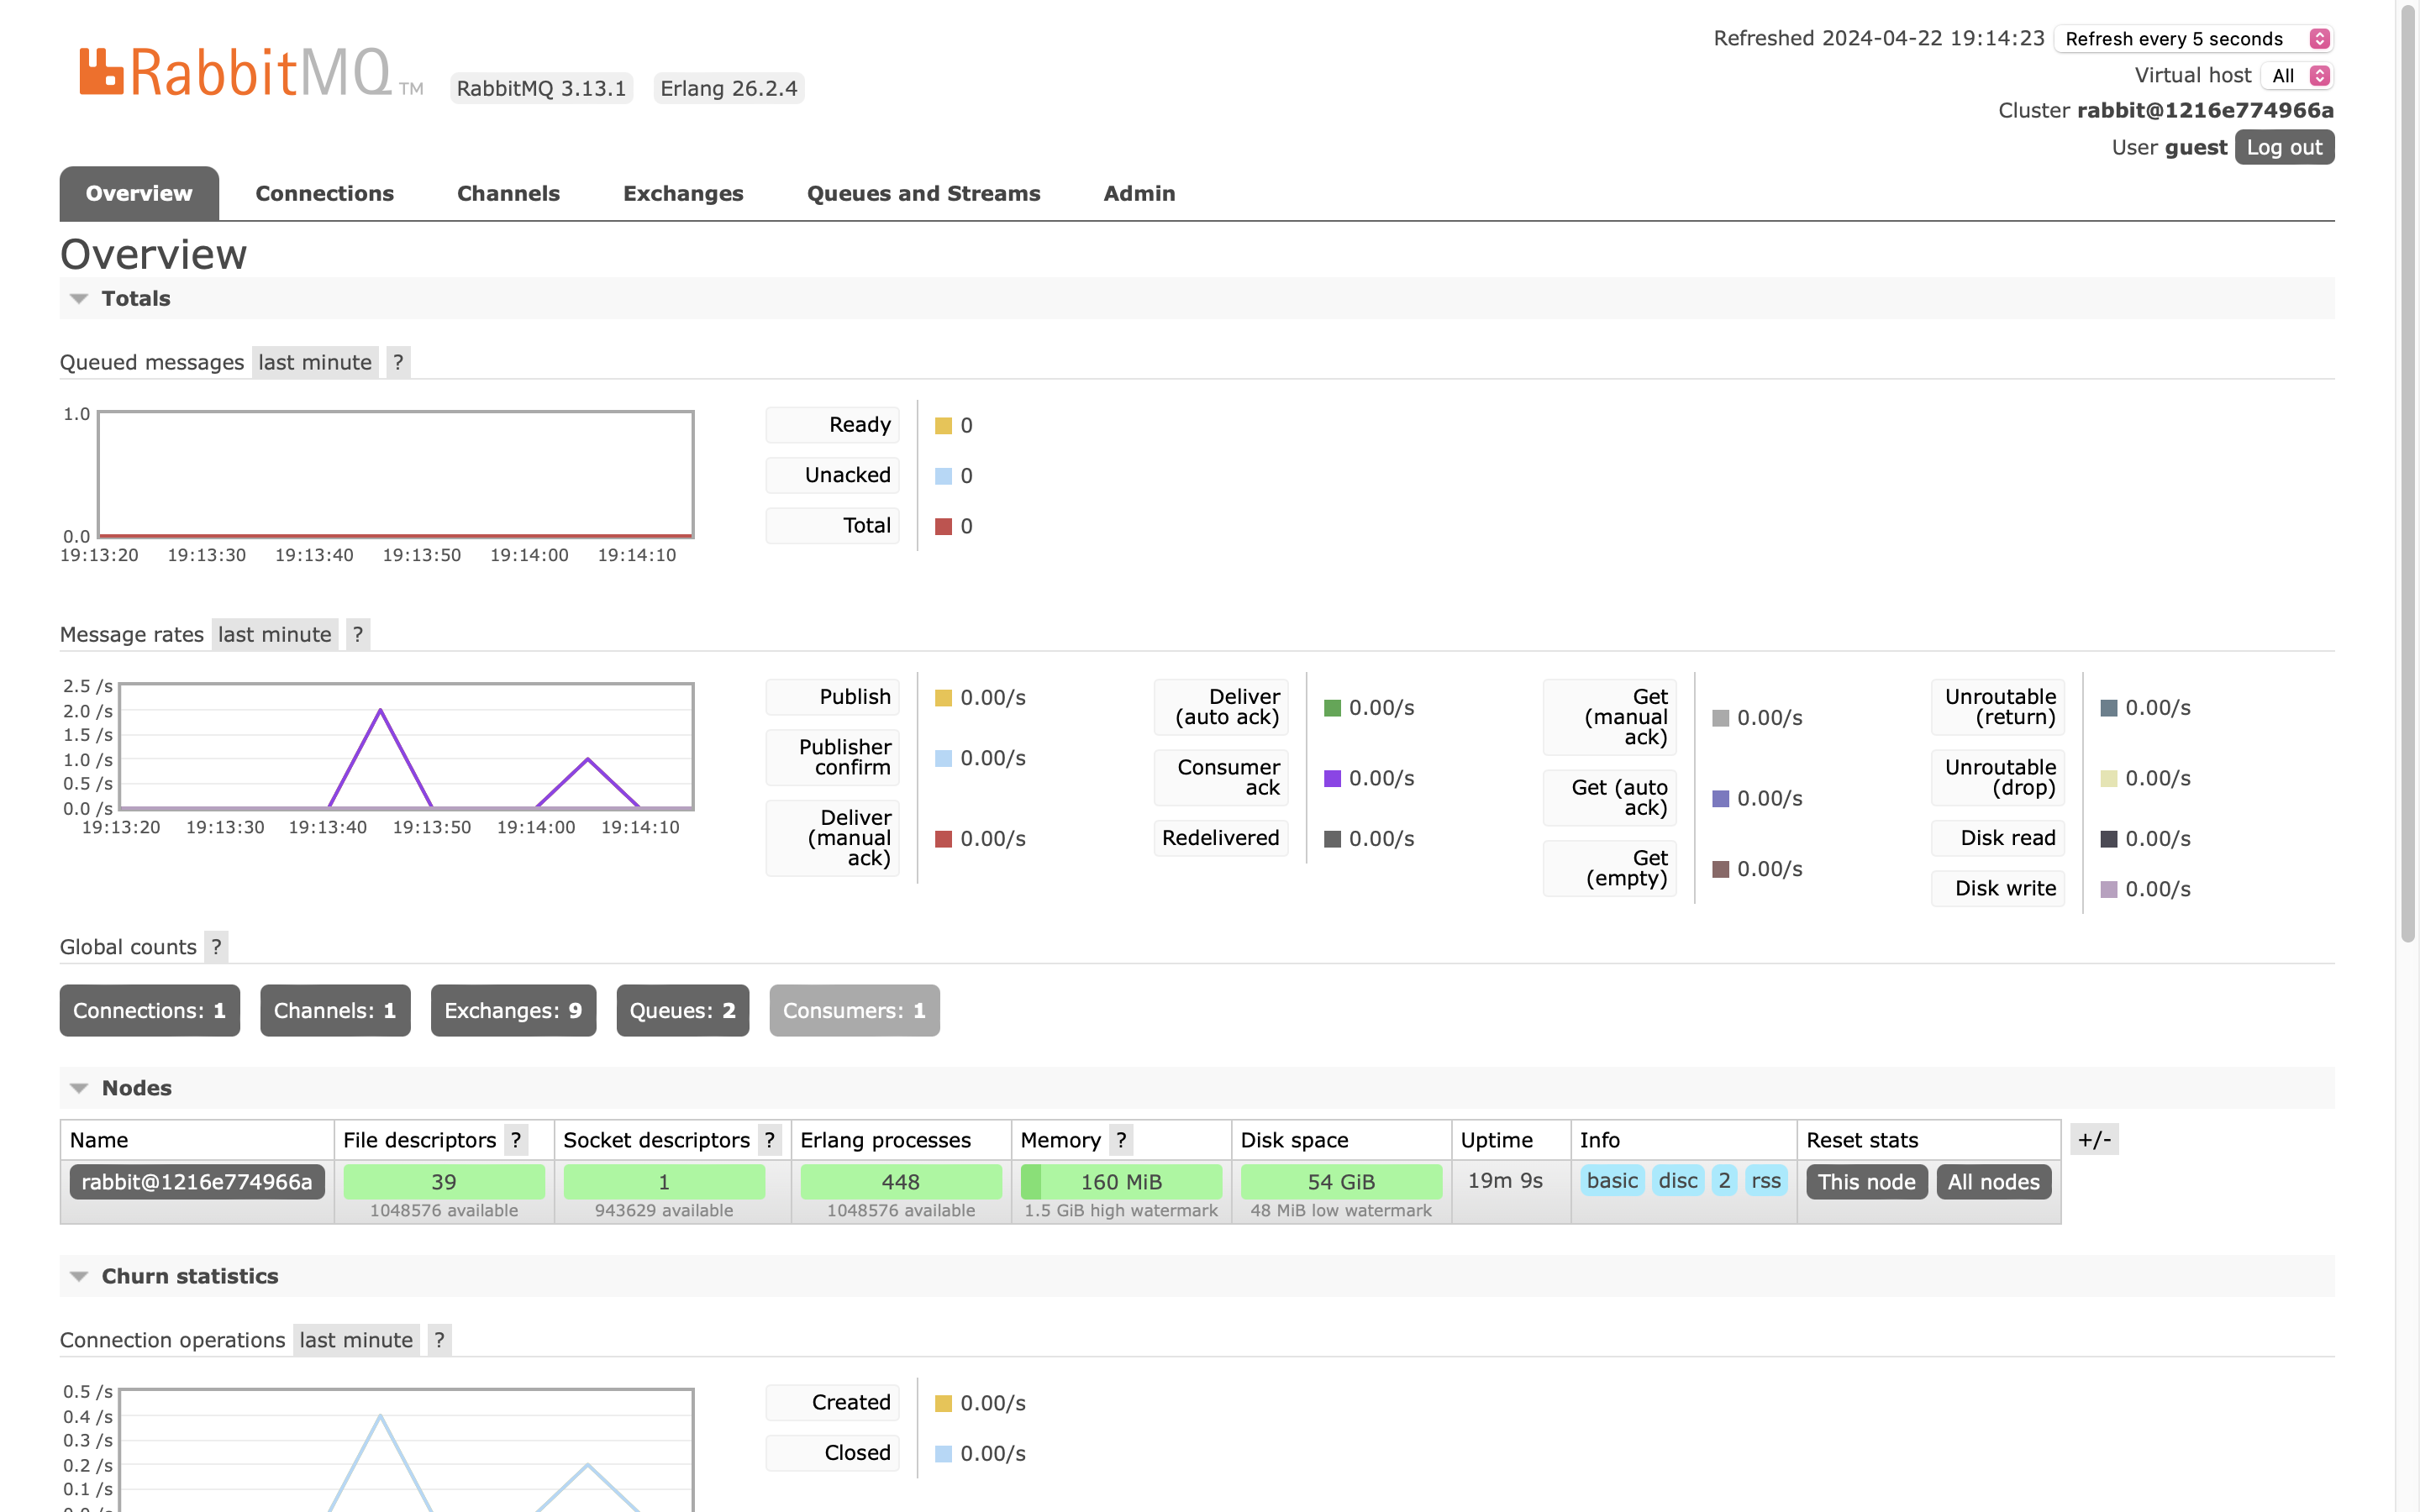 RabbitMQ TM RabbitMQ 3.13.1 Erlang 26.2.4
Refreshed 2024-04-22 19:14:23 Refresh every 5 seconds
Virtual host All
Cluster rabbit@1216e774966a
User guest Log out
Overview Connections Channels Exchanges Queues and Streams Admin
Overview
Totals
Queued messages last minute ?
1.0
0.0
19:13:20 19:13:30 19:13:40 19:13:50 19:14:00 19:14:10
Ready 0
Unacked 0
Total 0
Message rates last minute ?
2.5 /s
2.0 /s
1.5 /s
1.0 /s
0.5 /s
0.0 /s
19:13:20 19:13:30 19:13:40 19:13:50 19:14:00 19:14:10
Publish 0.00/s
Publisher
confirm 0.00/s
Deliver
(manual
ack) 0.00/s
Deliver
(auto ack) 0.00/s
Consumer
ack 0.00/s
Redelivered 0.00/s
Get
(manual
ack) 0.00/s
Get (auto
ack) 0.00/s
Get
(empty) 0.00/s
Unroutable
(return) 0.00/s
Unroutable
(drop) 0.00/s
Disk read 0.00/s
Disk write 0.00/s
Global counts ?
Connections: 1 Channels: 1 Exchanges: 9 Queues: 2 Consumers: 1
Nodes
Name File descriptors ? Socket descriptors ? Erlang processes Memory ? Disk space Uptime Info Reset stats +/-
rabbit@1216e774966a 39 1 448 160 MiB 54 GiB 19m 9s basic disc 2 rss This node All nodes
1048576 available 943629 available 1048576 available 1.5 GiB high watermark 48 MiB low watermark
Churn statistics
Connection operations last minute ?
0.5 /s
0.4 /s
0.3 /s
0.2 /s
0.1 /s
Created 0.00/s
Closed 0.00/s